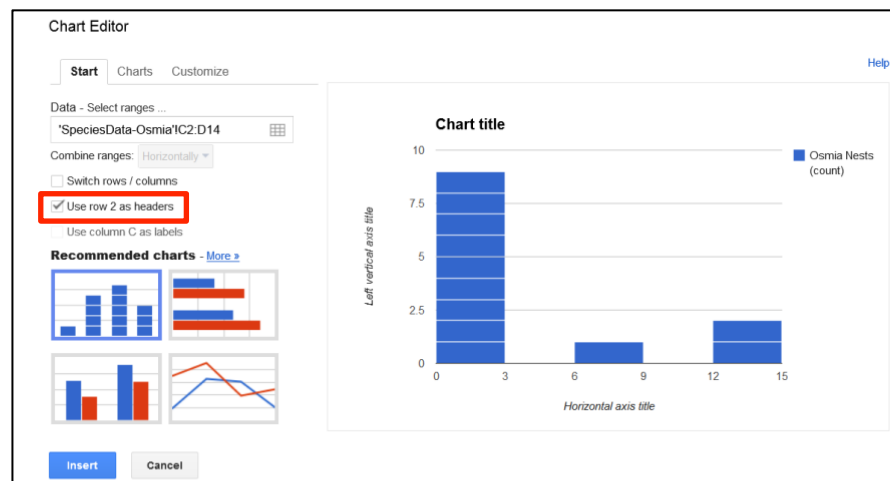 Chart Editor
Start Charts Customize
Help
Data - Select ranges ...
'SpeciesData-Osmia'!C2:D14
Combine ranges: Horizontally
Switch rows / columns
Use row 2 as headers
Use column C as labels
Recommended charts - More »
Insert Cancel
Chart title
10
7.5
5
2.5
0
Left vertical axis title
0 3 6 9 12 15
Horizontal axis title
Osmia Nests
(count)